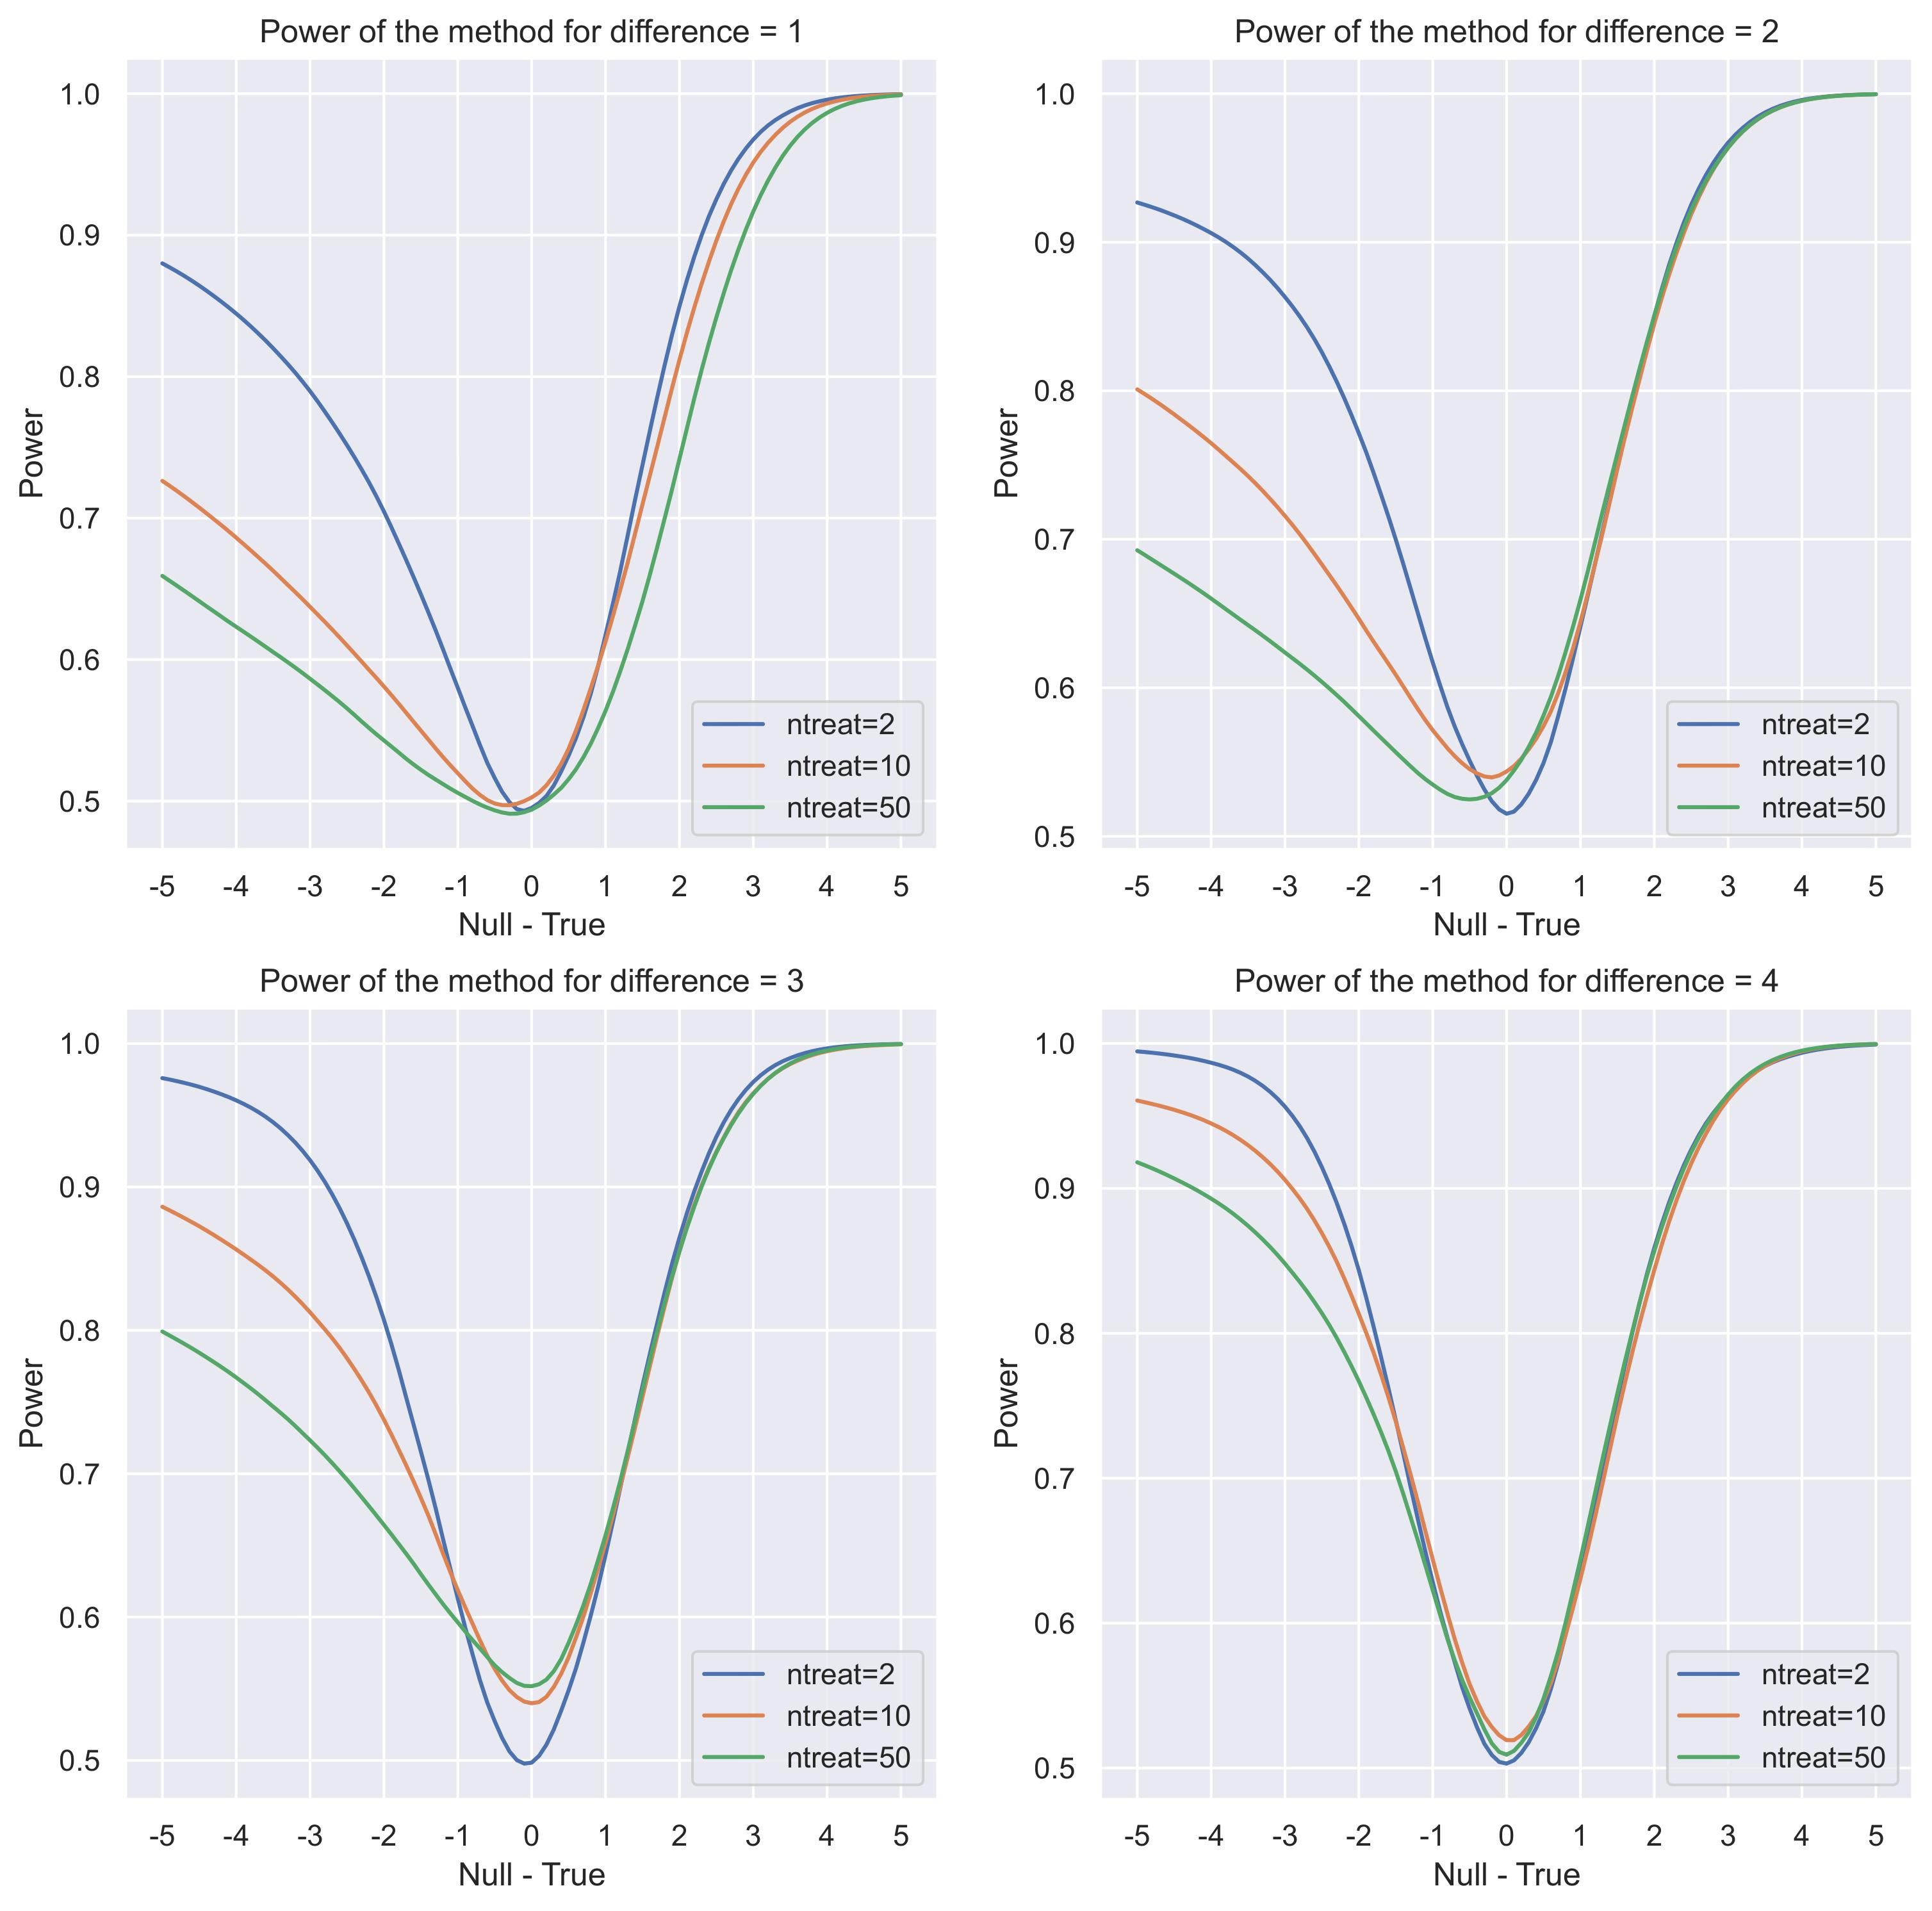 Power of the method for difference = 1
Power
1.0
0.9
0.8
0.7
0.6
0.5
ntreat=2
ntreat=10
ntreat=50
-5 -4 -3 -2 -1 0 1 2 3 4 5
Null - True
Power of the method for difference = 2
Power
1.0
0.9
0.8
0.7
0.6
0.5
ntreat=2
ntreat=10
ntreat=50
-5 -4 -3 -2 -1 0 1 2 3 4 5
Null - True
Power of the method for difference = 3
Power
1.0
0.9
0.8
0.7
0.6
0.5
ntreat=2
ntreat=10
ntreat=50
-5 -4 -3 -2 -1 0 1 2 3 4 5
Null - True
Power of the method for difference = 4
Power
1.0
0.9
0.8
0.7
0.6
0.5
ntreat=2
ntreat=10
ntreat=50
-5 -4 -3 -2 -1 0 1 2 3 4 5
Null - True